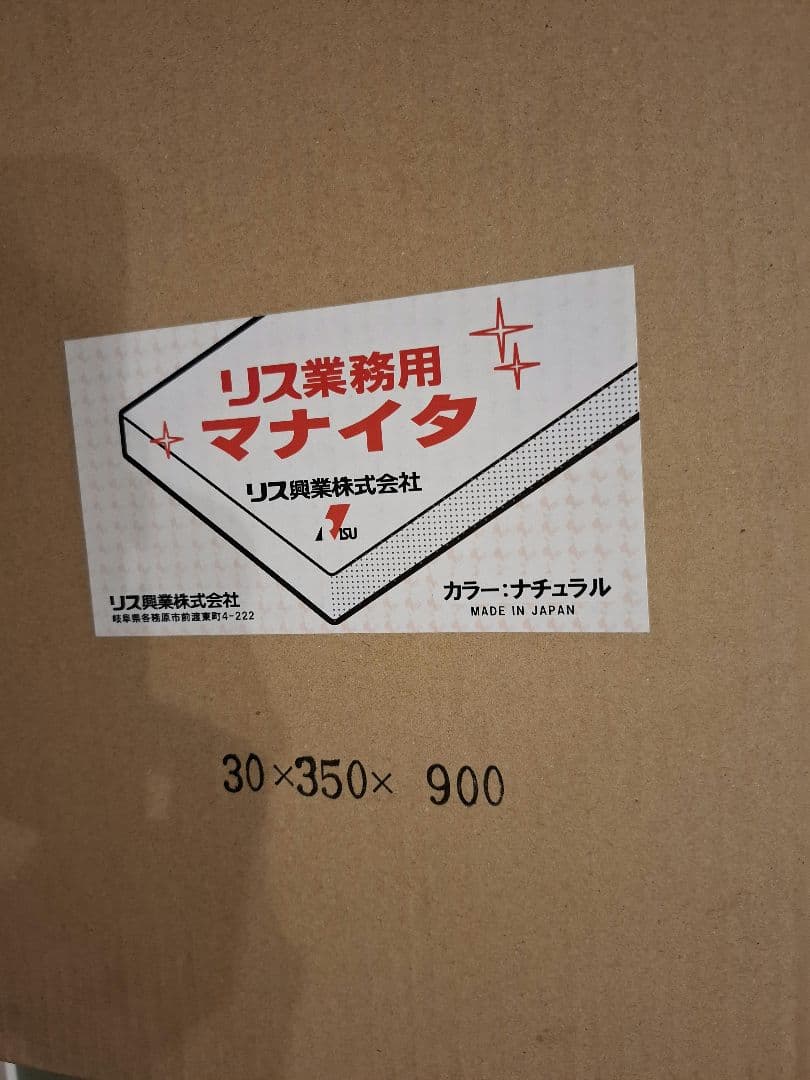 リス業務用
マナイタ
リス興業株式会社
RISU
リス興業株式会社
岐阜県各務原市前渡東町4-222
カラー:ナチュラル
MADE IN JAPAN
30×350× 900